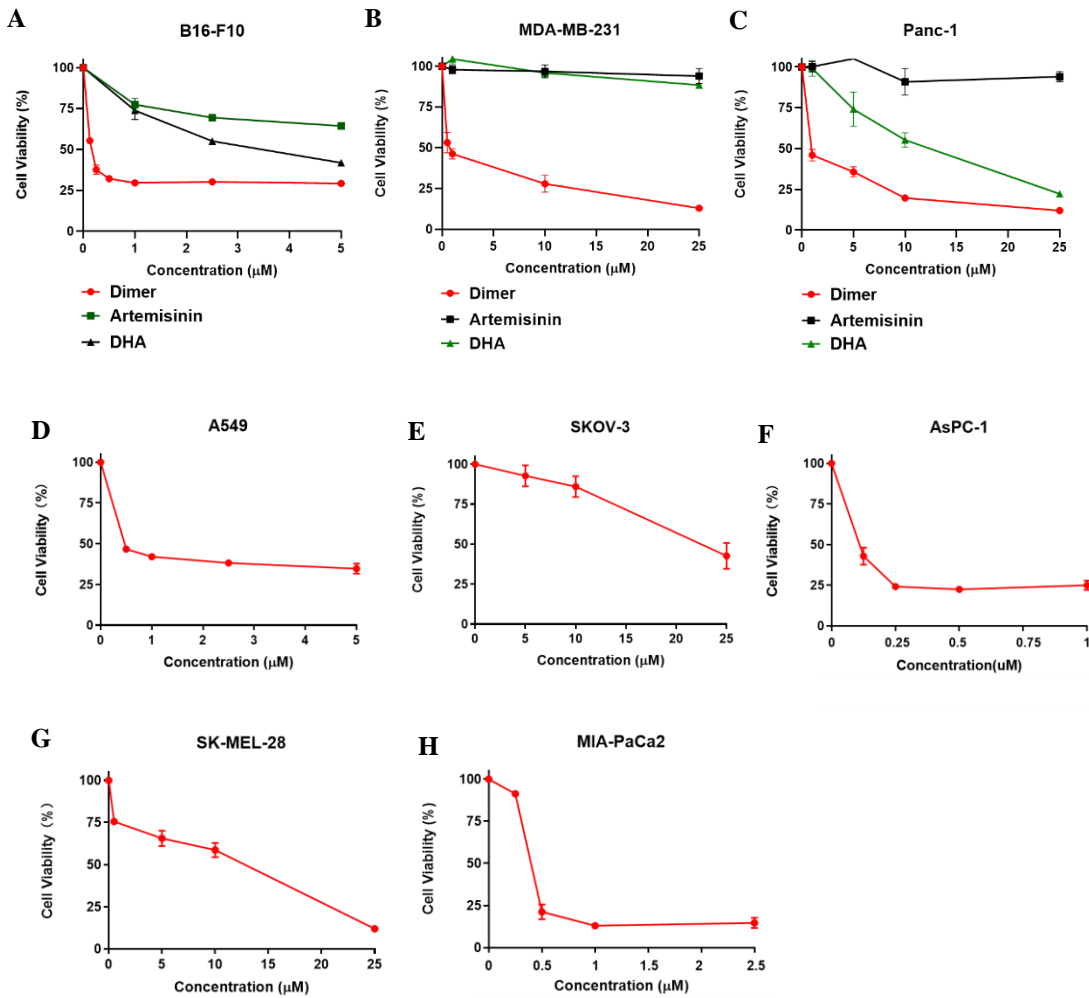 A
B16-F10
Cell Viability (%)
100
75
50
25
0
0 1 2 3 4 5
Concentration (μM)
Dimer
Artemisinin
DHA
B
MDA-MB-231
Cell Viability (%)
100
75
50
25
0
0 5 10 15 20 25
Concentration (μM)
Dimer
Artemisinin
DHA
C
Panc-1
Cell Viability (%)
100
75
50
25
0
0 5 10 15 20 25
Concentration (μM)
Dimer
Artemisinin
DHA
D
A549
Cell Viability (%)
100
75
50
25
0
0 1 2 3 4 5
Concentration (μM)
E
SKOV-3
Cell Viability (%)
100
75
50
25
0
0 5 10 15 20 25
Concentration (μM)
F
AsPC-1
Cell Viability (%)
100
75
50
25
0
0 0.25 0.5 0.75 1
Concentration(uM)
G
SK-MEL-28
Cell Viability (%)
100
75
50
25
0
0 5 10 15 20 25
Concentration (μM)
H
MIA-PaCa2
Cell Viability (%)
100
75
50
25
0
0 0.5 1 1.5 2 2.5
Concentration (μM)